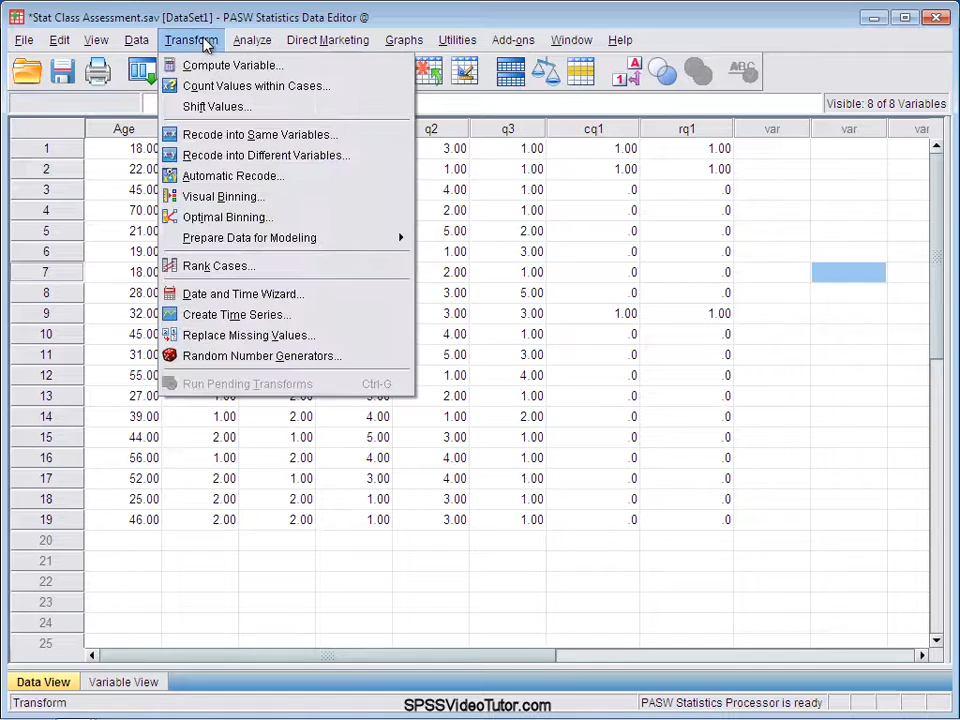 *Stat Class Assessment.sav [DataSet1] - PASW Statistics Data Editor @
File Edit View Data Transform Analyze Direct Marketing Graphs Utilities Add-ons Window Help
Visible: 8 of 8 Variables
Compute Variable...
Count Values within Cases...
Shift Values...
Recode into Same Variables...
Recode into Different Variables...
Automatic Recode...
Visual Binning...
Optimal Binning...
Prepare Data for Modeling
Rank Cases...
Date and Time Wizard...
Create Time Series...
Replace Missing Values...
Random Number Generators...
Run Pending Transforms Ctrl-G
Age q2 q3 cq1 rq1 var var var
1 18.00 3.00 1.00 1.00 1.00
2 22.00 1.00 1.00 1.00 1.00
3 45.00 4.00 1.00 .0 .0
4 70.00 2.00 1.00 .0 .0
5 21.00 5.00 2.00 .0 .0
6 19.00 1.00 3.00 .0 .0
7 18.00 2.00 1.00 .0 .0
8 28.00 3.00 5.00 .0 .0
9 32.00 3.00 3.00 1.00 1.00
10 45.00 4.00 1.00 .0 .0
11 31.00 5.00 3.00 .0 .0
12 55.00 1.00 4.00 .0 .0
13 27.00 1.00 2.00 2.00 1.00 .0 .0
14 39.00 1.00 2.00 4.00 1.00 2.00 .0 .0
15 44.00 2.00 1.00 5.00 3.00 1.00 .0 .0
16 56.00 1.00 2.00 4.00 4.00 1.00 .0 .0
17 52.00 2.00 1.00 3.00 4.00 1.00 .0 .0
18 25.00 2.00 2.00 1.00 3.00 1.00 .0 .0
19 46.00 2.00 2.00 1.00 3.00 1.00 .0 .0
20
21
22
23
24
25
Data View Variable View
Transform
SPSSVideoTutor.com
PASW Statistics Processor is ready